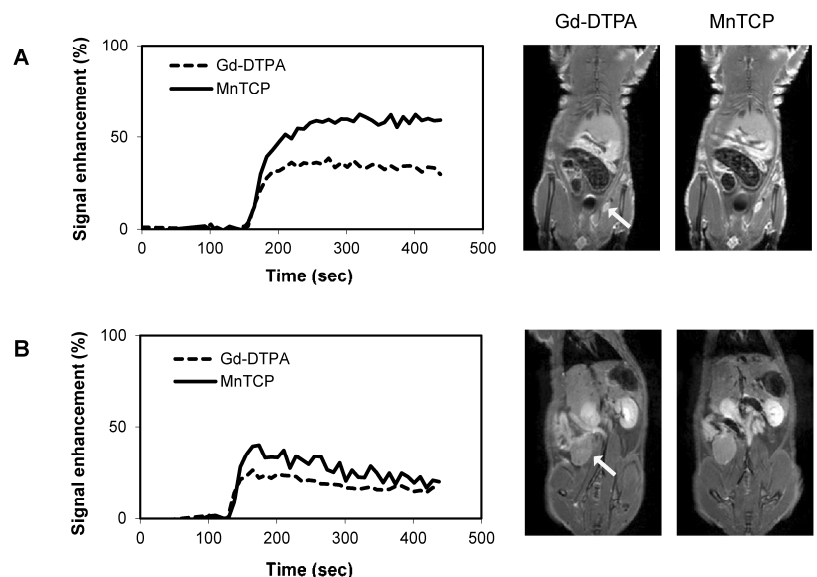 Gd-DTPA MnTCP
A
Signal enhancement (%)
100
50
0
Gd-DTPA
MnTCP
0 100 200 300 400 500
Time (sec)
B
Signal enhancement (%)
100
50
0
Gd-DTPA
MnTCP
0 100 200 300 400 500
Time (sec)